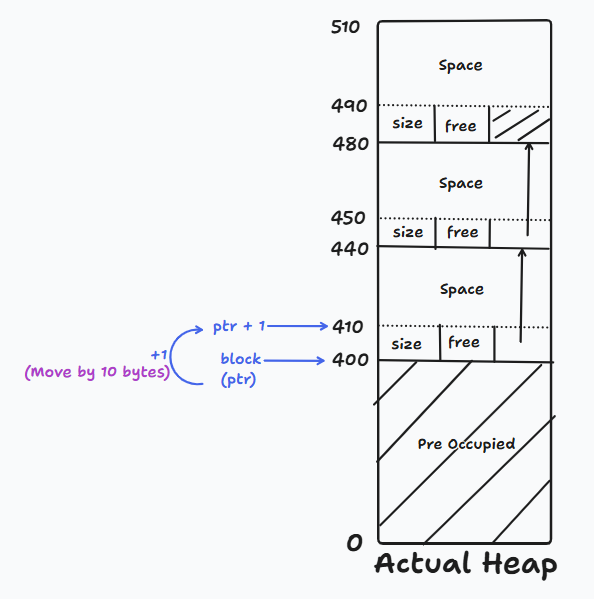 510
Space
490
size free
480
Space
450
size free
440
Space
ptr + 1 410
size free
+1 block 400
(Move by 10 bytes) (ptr)
Pre Occupied
0
Actual Heap